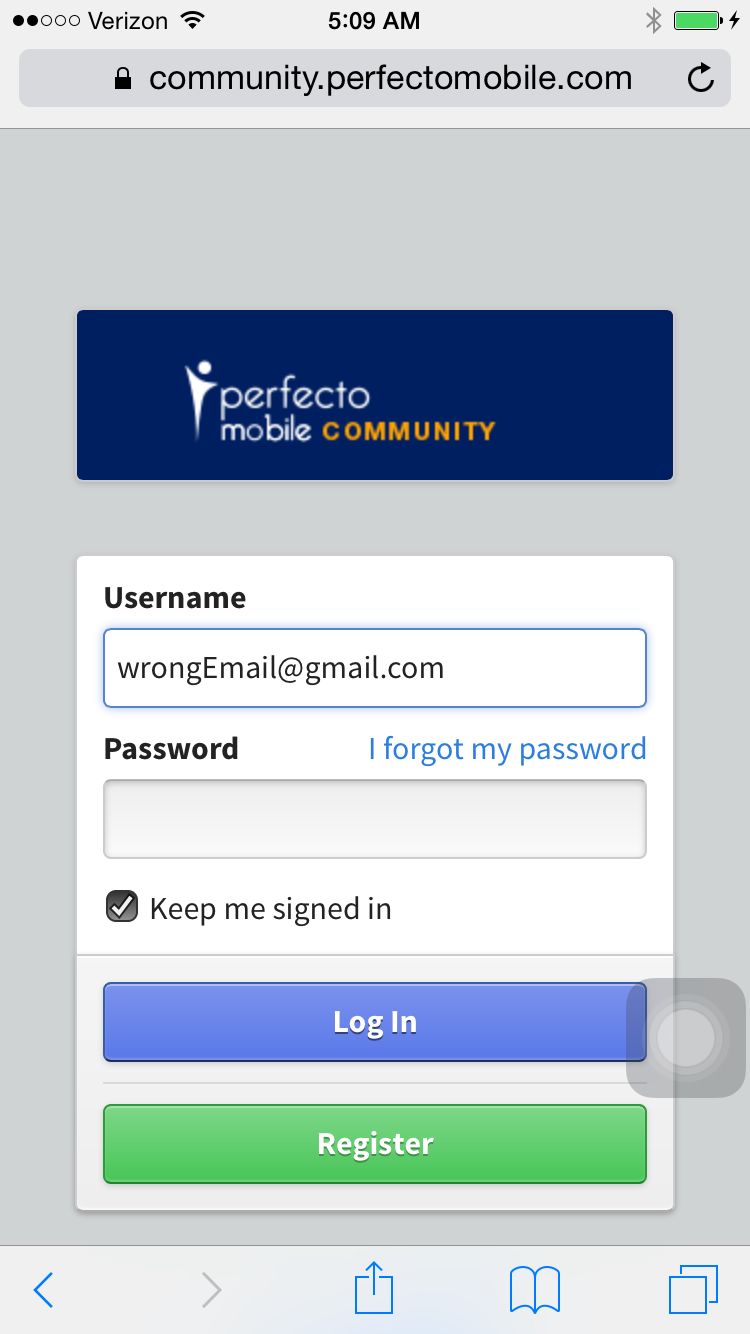 Verizon 5:09 AM
community.perfectomobile.com
perfecto
mobile COMMUNITY
Username
wrongEmail@gmail.com
Password I forgot my password
Keep me signed in
Log In
Register